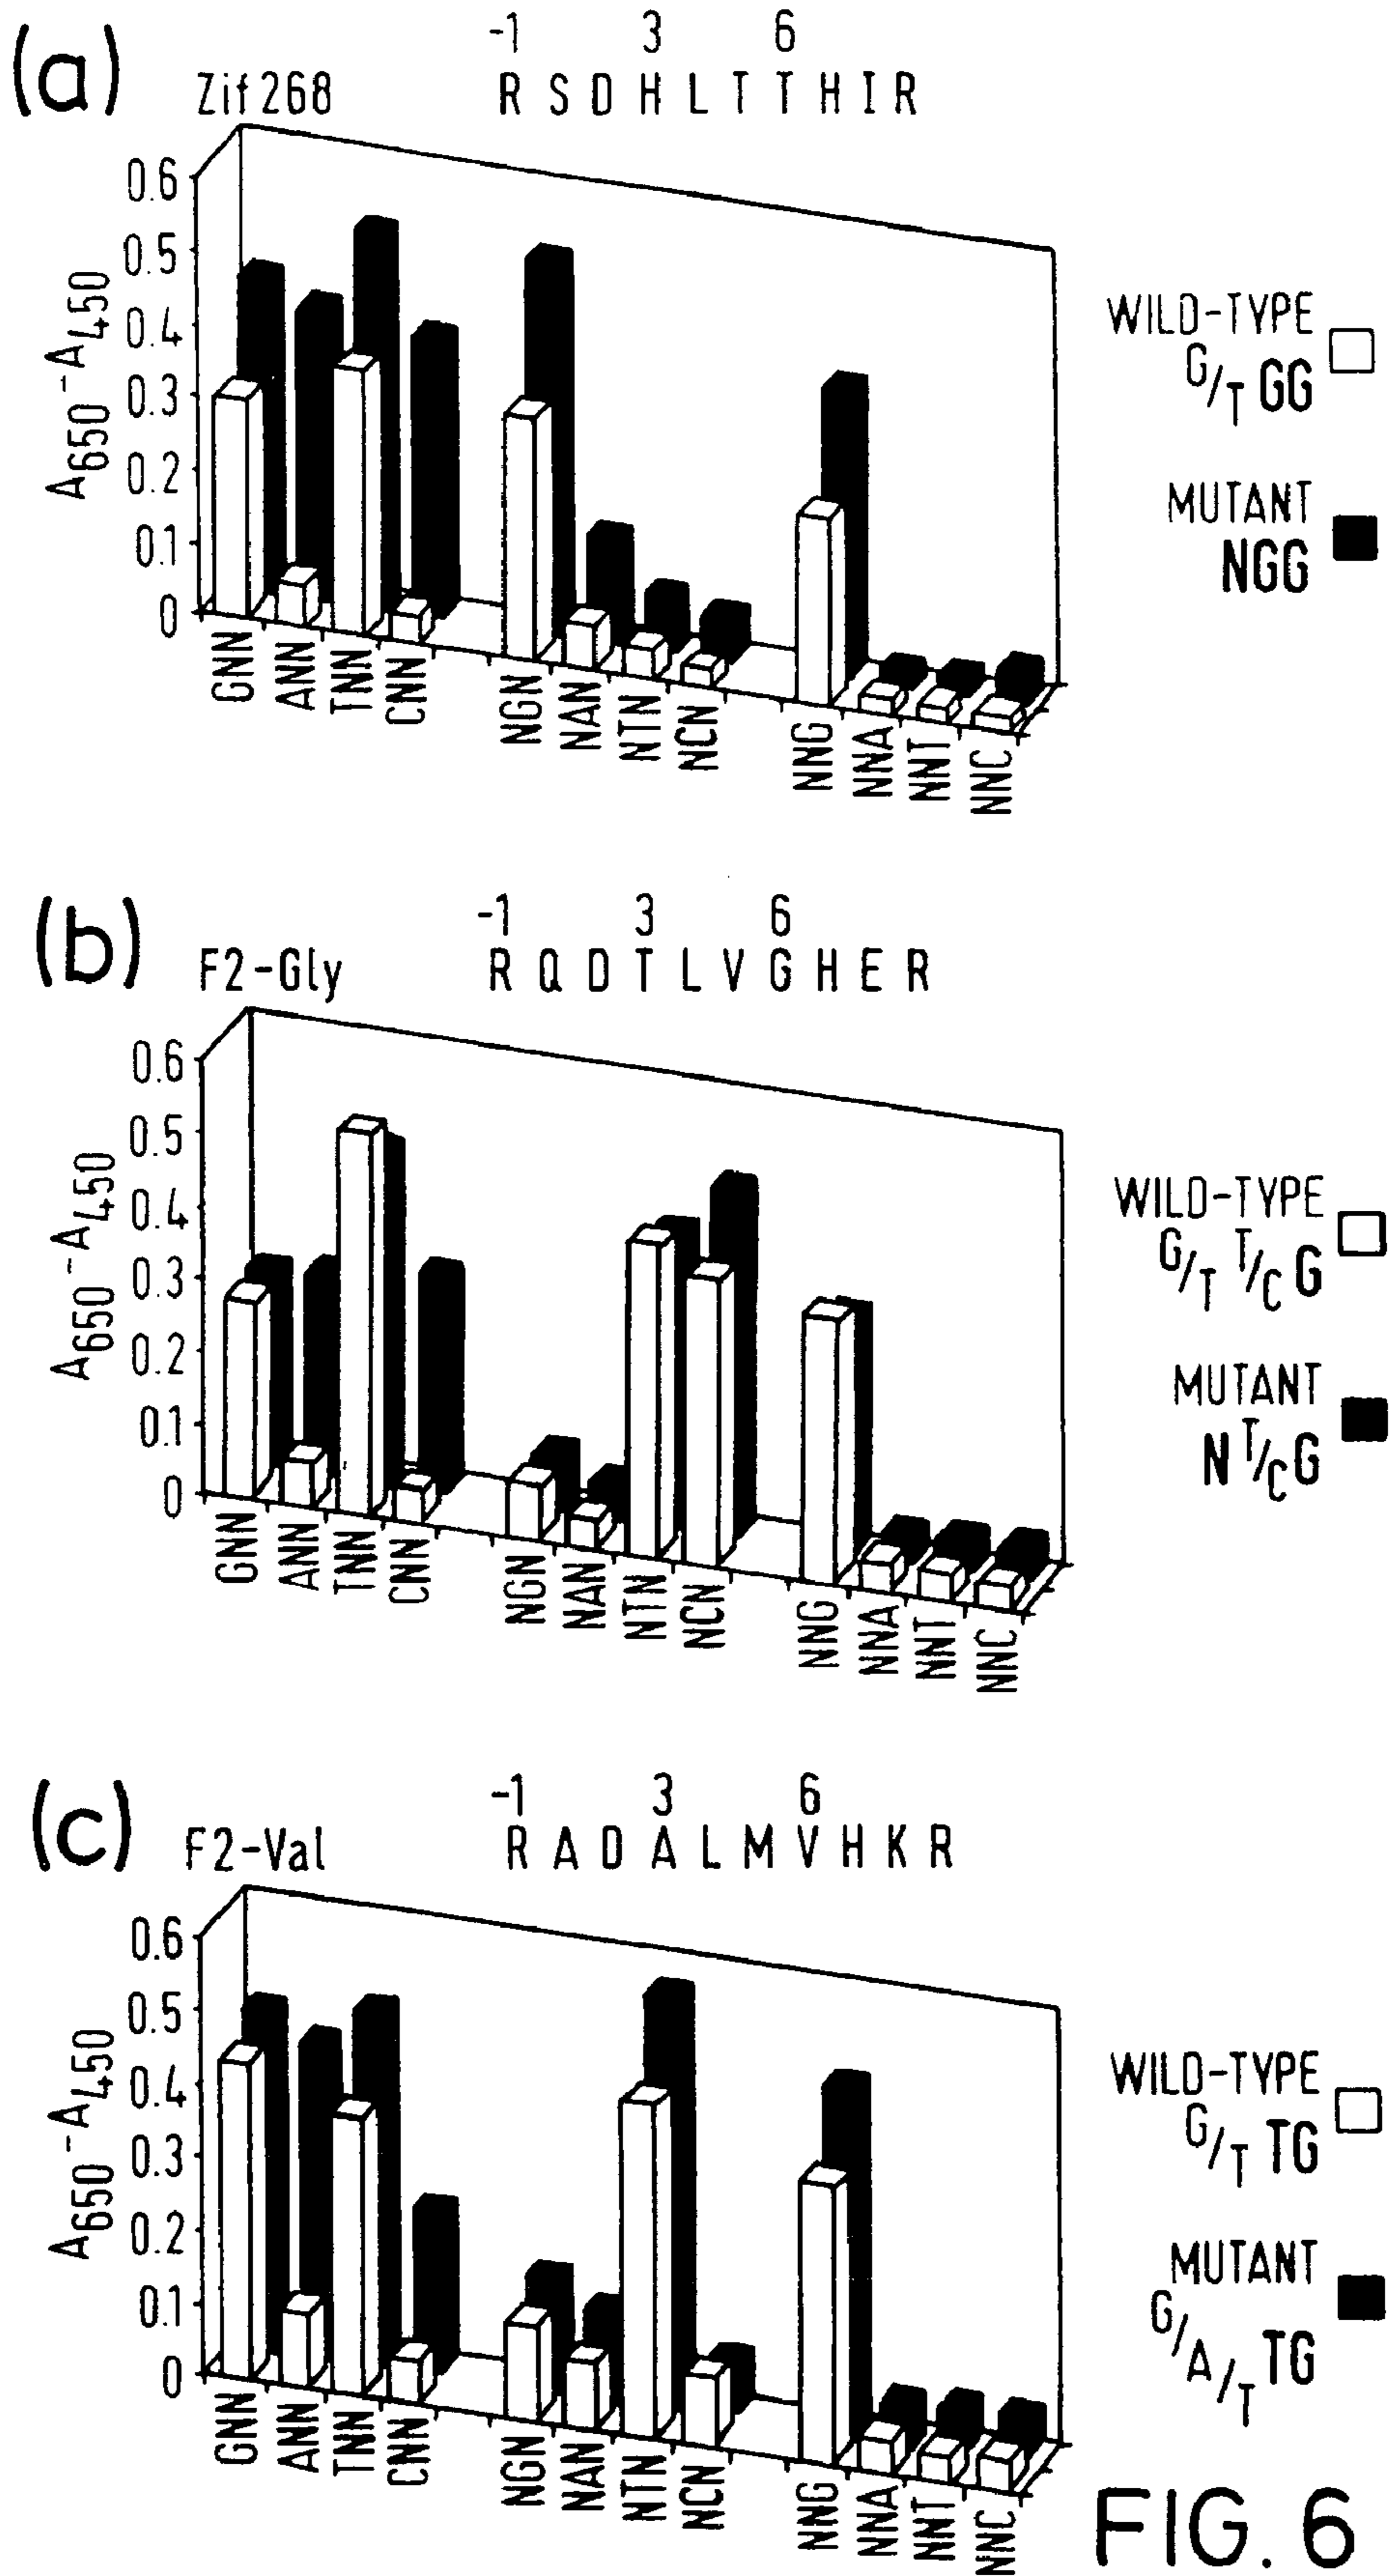 (a)
-1 3 6
Zif268 R S D H L T T H I R
0.6
0.5
0.4
0.3
0.2
0.1
0
A650-A450
GNN ANN TNN CNN NGN NAN NTN NCN NNG NNA NNT NNC
WILD-TYPE
G/T GG
MUTANT
NGG
(b)
-1 3 6
F2-Gly R Q D T L V G H E R
0.6
0.5
0.4
0.3
0.2
0.1
0
A650-A450
GNN ANN TNN CNN NGN NAN NTN NCN NNG NNA NNT NNC
WILD-TYPE
G/T T/C G
MUTANT
N T/C G
(c)
-1 3 6
F2-Val R A D A L M V H K R
0.6
0.5
0.4
0.3
0.2
0.1
0
A650-A450
GNN ANN TNN CNN NGN NAN NTN NCN NNG NNA NNT NNC
WILD-TYPE
G/T TG
MUTANT
G/A/T TG
FIG. 6